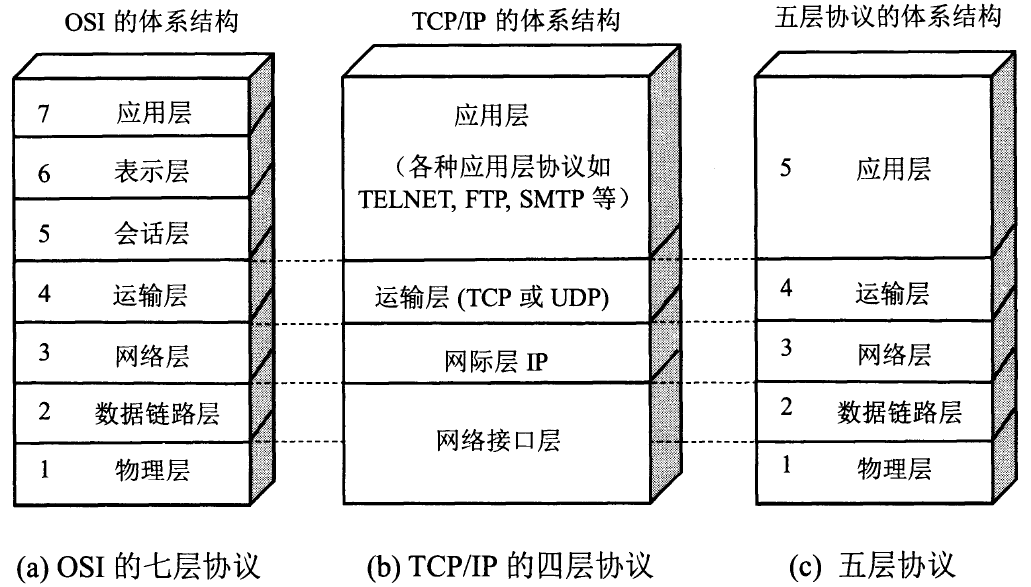 OSI 的体系结构
7 应用层
6 表示层
5 会话层
4 运输层
3 网络层
2 数据链路层
1 物理层
(a) OSI 的七层协议
TCP/IP 的体系结构
应用层
（各种应用层协议如
TELNET, FTP, SMTP 等）
运输层 (TCP 或 UDP)
网际层 IP
网络接口层
(b) TCP/IP 的四层协议
五层协议的体系结构
5 应用层
4 运输层
3 网络层
2 数据链路层
1 物理层
(c) 五层协议